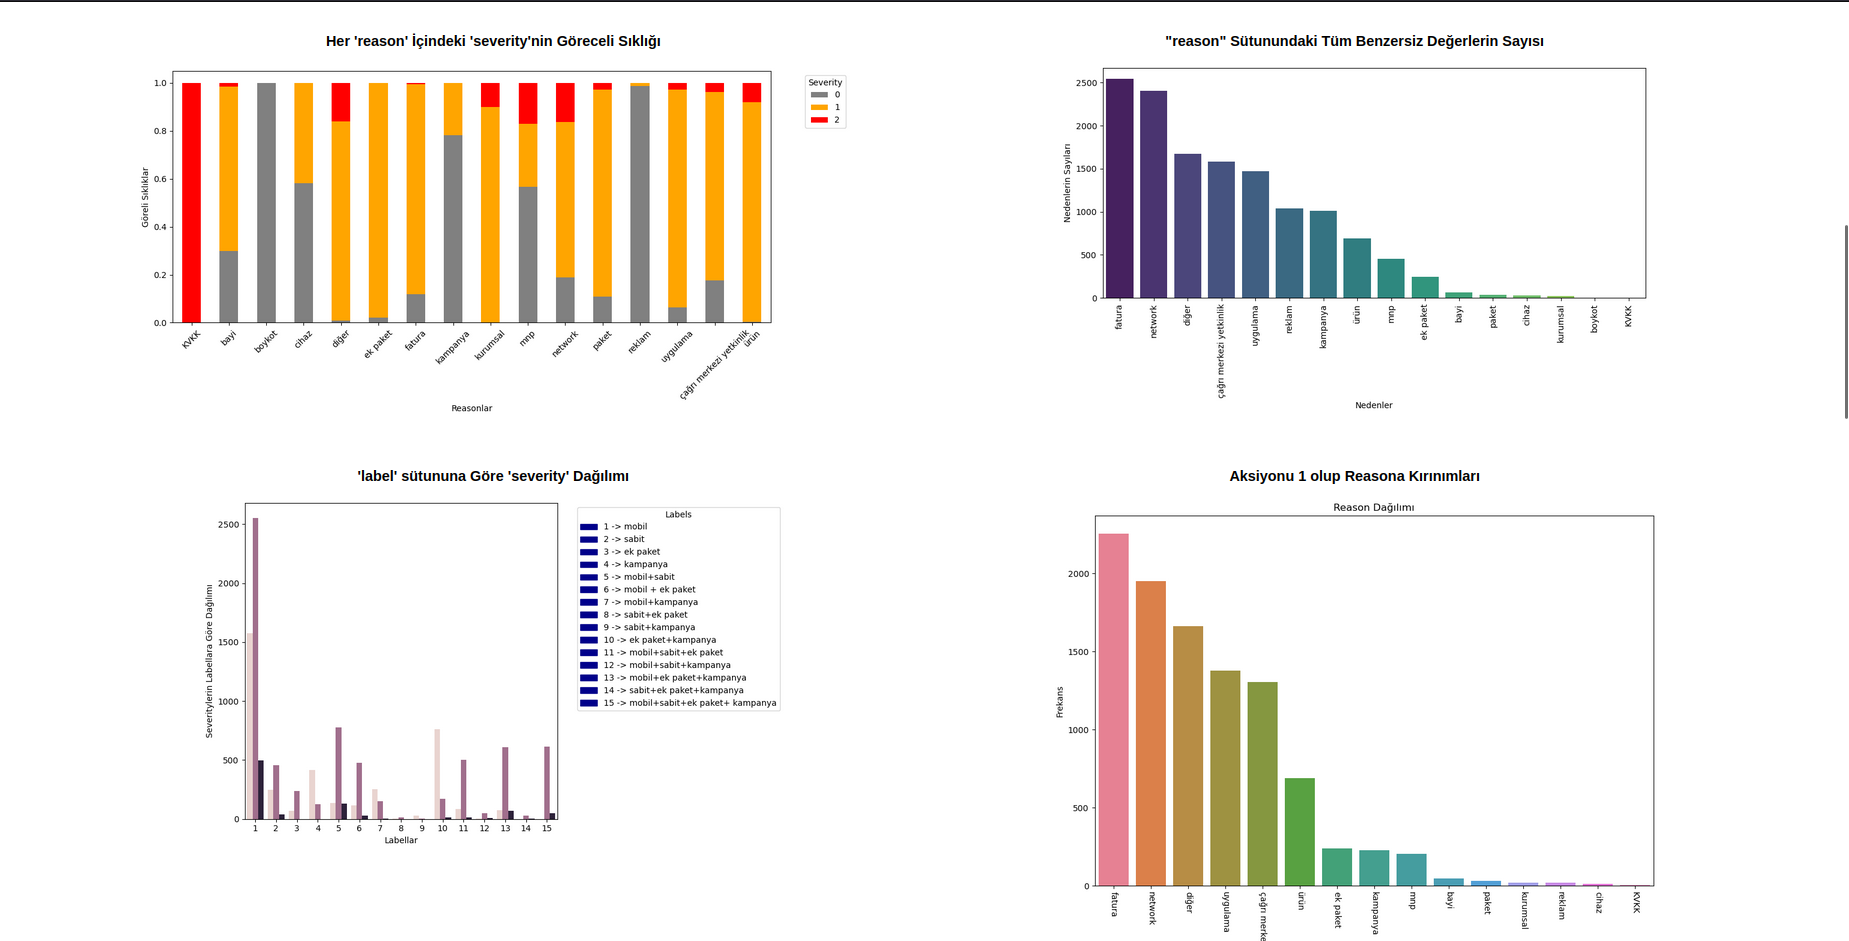 Her 'reason' İçindeki 'severity'nin Göreceli Sıklığı
1.0
0.8
0.6
0.4
0.2
0.0
Göreli Sıklıklar
KVKK
bayi
boykot
cihaz
diğer
ek paket
fatura
kampanya
kurumsal
mnp
network
paket
reklam
uygulama
çağrı merkezi yetkinlik
ürün
Reasonlar
Severity
0
1
2
"reason" Sütunundaki Tüm Benzersiz Değerlerin Sayısı
2500
2000
1500
1000
500
0
Nedenlerin Sayıları
fatura
network
diğer
çağrı merkezi yetkinlik
uygulama
reklam
kampanya
ürün
mnp
ek paket
bayi
paket
cihaz
kurumsal
boykot
KVKK
Nedenler
'label' sütununa Göre 'severity' Dağılımı
2500
2000
1500
1000
500
0
Severitylerin Labellara Göre Dağılımı
1 2 3 4 5 6 7 8 9 10 11 12 13 14 15
Labellar
Labels
1 -> mobil
2 -> sabit
3 -> ek paket
4 -> kampanya
5 -> mobil+sabit
6 -> mobil + ek paket
7 -> mobil+kampanya
8 -> sabit+ek paket
9 -> sabit+kampanya
10 -> ek paket+kampanya
11 -> mobil+sabit+ek paket
12 -> mobil+sabit+kampanya
13 -> mobil+ek paket+kampanya
14 -> sabit+ek paket+kampanya
15 -> mobil+sabit+ek paket+ kampanya
Aksiyonu 1 olup Reasona Kırınımları
Reason Dağılımı
2000
1500
1000
500
0
Frekans
fatura
network
diğer
uygulama
çağrı merke
ürün
ek paket
kampanya
mnp
bayi
paket
kurumsal
reklam
cihaz
KVKK